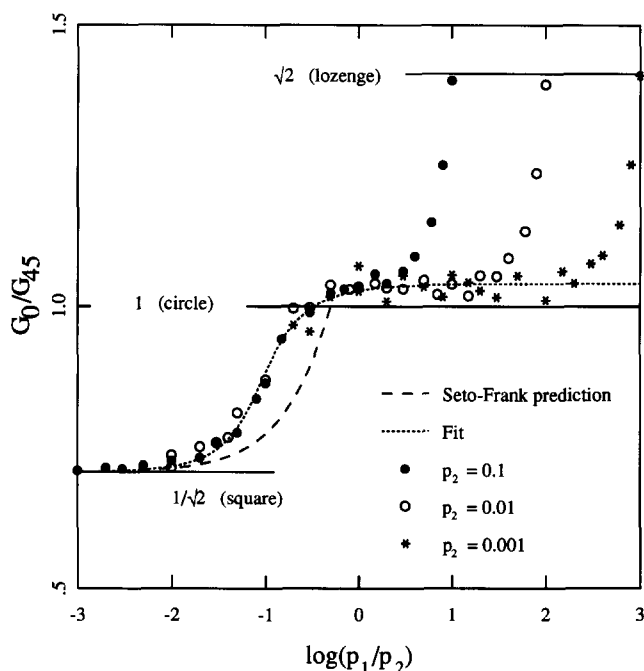 1.5
√2 (lozenge)
G0/G45
1.0
1 (circle)
Seto-Frank prediction
Fit
p2 = 0.1
1/√2 (square)
p2 = 0.01
p2 = 0.001
.5
-3 -2 -1 0 1 2 3
log(p1/p2)